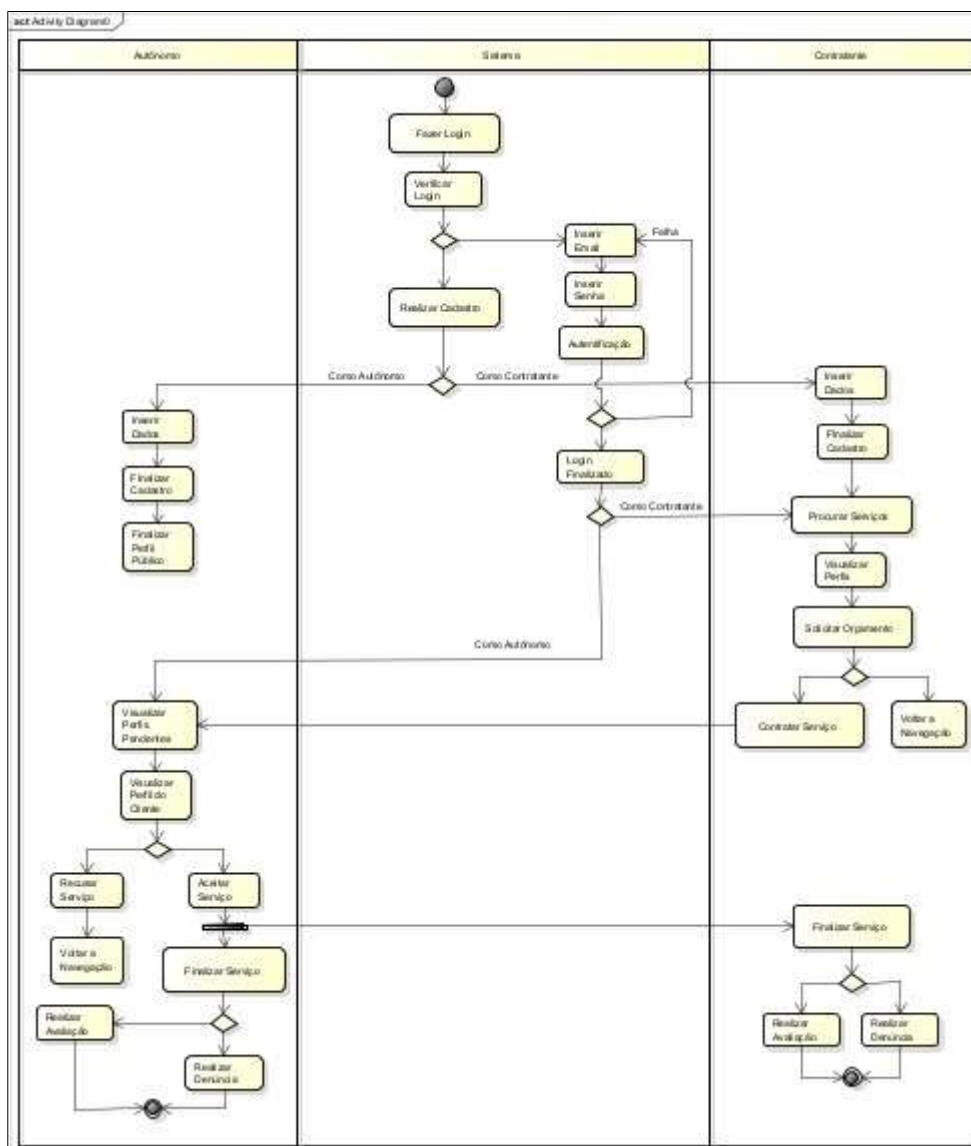 act Activity Diagram0
Autônomo
Sistema
Contratante
Fazer Login
Verificar
Login
Inserir
Email
Falha
Inserir
Senha
Realizar Cadastro
Autentificação
Como Autônomo
Como Contratante
Inserir
Dados
Inserir
Dados
Finalizar
Cadastro
Login
Finalizado
Finalizar
Cadastro
Como Contratante
Procurar Serviços
Finalizar
Perfil
Público
Visualizar
Perfis
Solicitar Orçamento
Como Autônomo
Visualizar
Perfis
Pendentes
Contratar Serviço
Voltar a
Navegação
Visualizar
Perfil do
Cliente
Recusar
Serviço
Aceitar
Serviço
Finalizar Serviço
Voltar a
Navegação
Finalizar Serviço
Realizar
Avaliação
Realizar
Avaliação
Realizar
Denúncia
Realizar
Denúncia